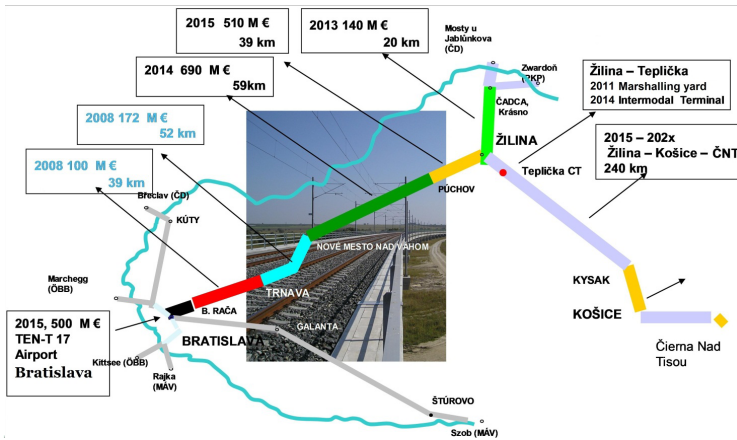 2015 510 M €
39 km
2013 140 M €
20 km
Mosty u
Jablůnkova
(ČD)
Zwardoň
(PKP)
2014 690 M €
59km
Žilina – Teplička
2011 Marshalling yard
2014 Intermodal Terminal
ČADCA,
Krásno
2008 172 M €
52 km
ŽILINA
2015 – 202x
Žilina – Košice – ČNT
240 km
2008 100 M €
39 km
Teplička CT
PÚCHOV
Břeclav (ČD)
KÚTY
NOVÉ MESTO NAD VÁHOM
Marchegg
(ÖBB)
TRNAVA
KYSAK
B. RAČA
KOŠICE
2015, 500 M €
TEN-T 17
Airport
Bratislava
GALANTA
BRATISLAVA
Čierna Nad
Tisou
Kittsee (ÖBB)
Rajka
(MÁV)
ŠTÚROVO
Szob (MÁV)